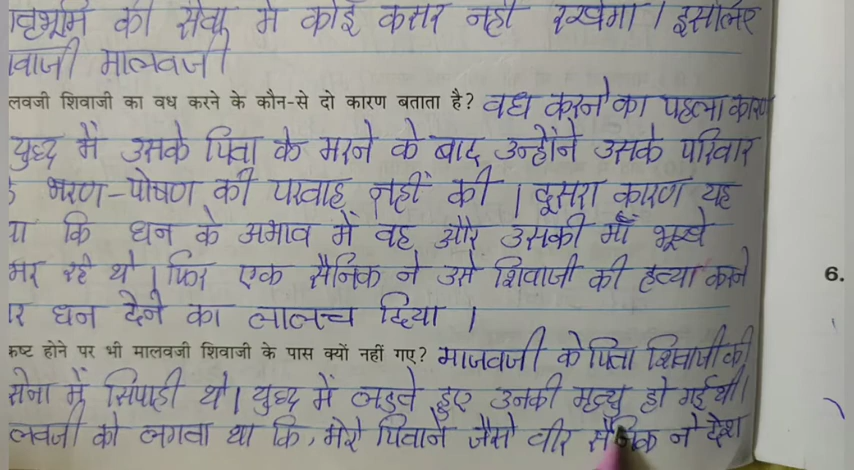 तृभूमि की सेवा में कोई कसर नहीं रखेगा। इसलिए
वाजी मालवजी
लवजी शिवाजी का वध करने के कौन-से दो कारण बताता है? वध करने का पहला कारण
युध्द में उसके पिता के मरने के बाद उन्होंने उसके परिवार
भरण-पोषण की परवाह नहीं की। दूसरा कारण यह
या कि धन के अभाव में वह और उसकी माँ भूखे
मर रहे थे। फिर एक सैनिक ने उसे शिवाजी की हत्या करने
र धन देने का लालच दिया।
कष्ट होने पर भी मालवजी शिवाजी के पास क्यों नहीं गए? मालवजी के पिता शिवाजी की
सेना में सिपाही थे। युध्द में लड़ते हुए उनकी मृत्यु हो गई थी।
लवजी को लगता था कि, मेरे पिताने जैसे वीर सैनिक ने देश
6.